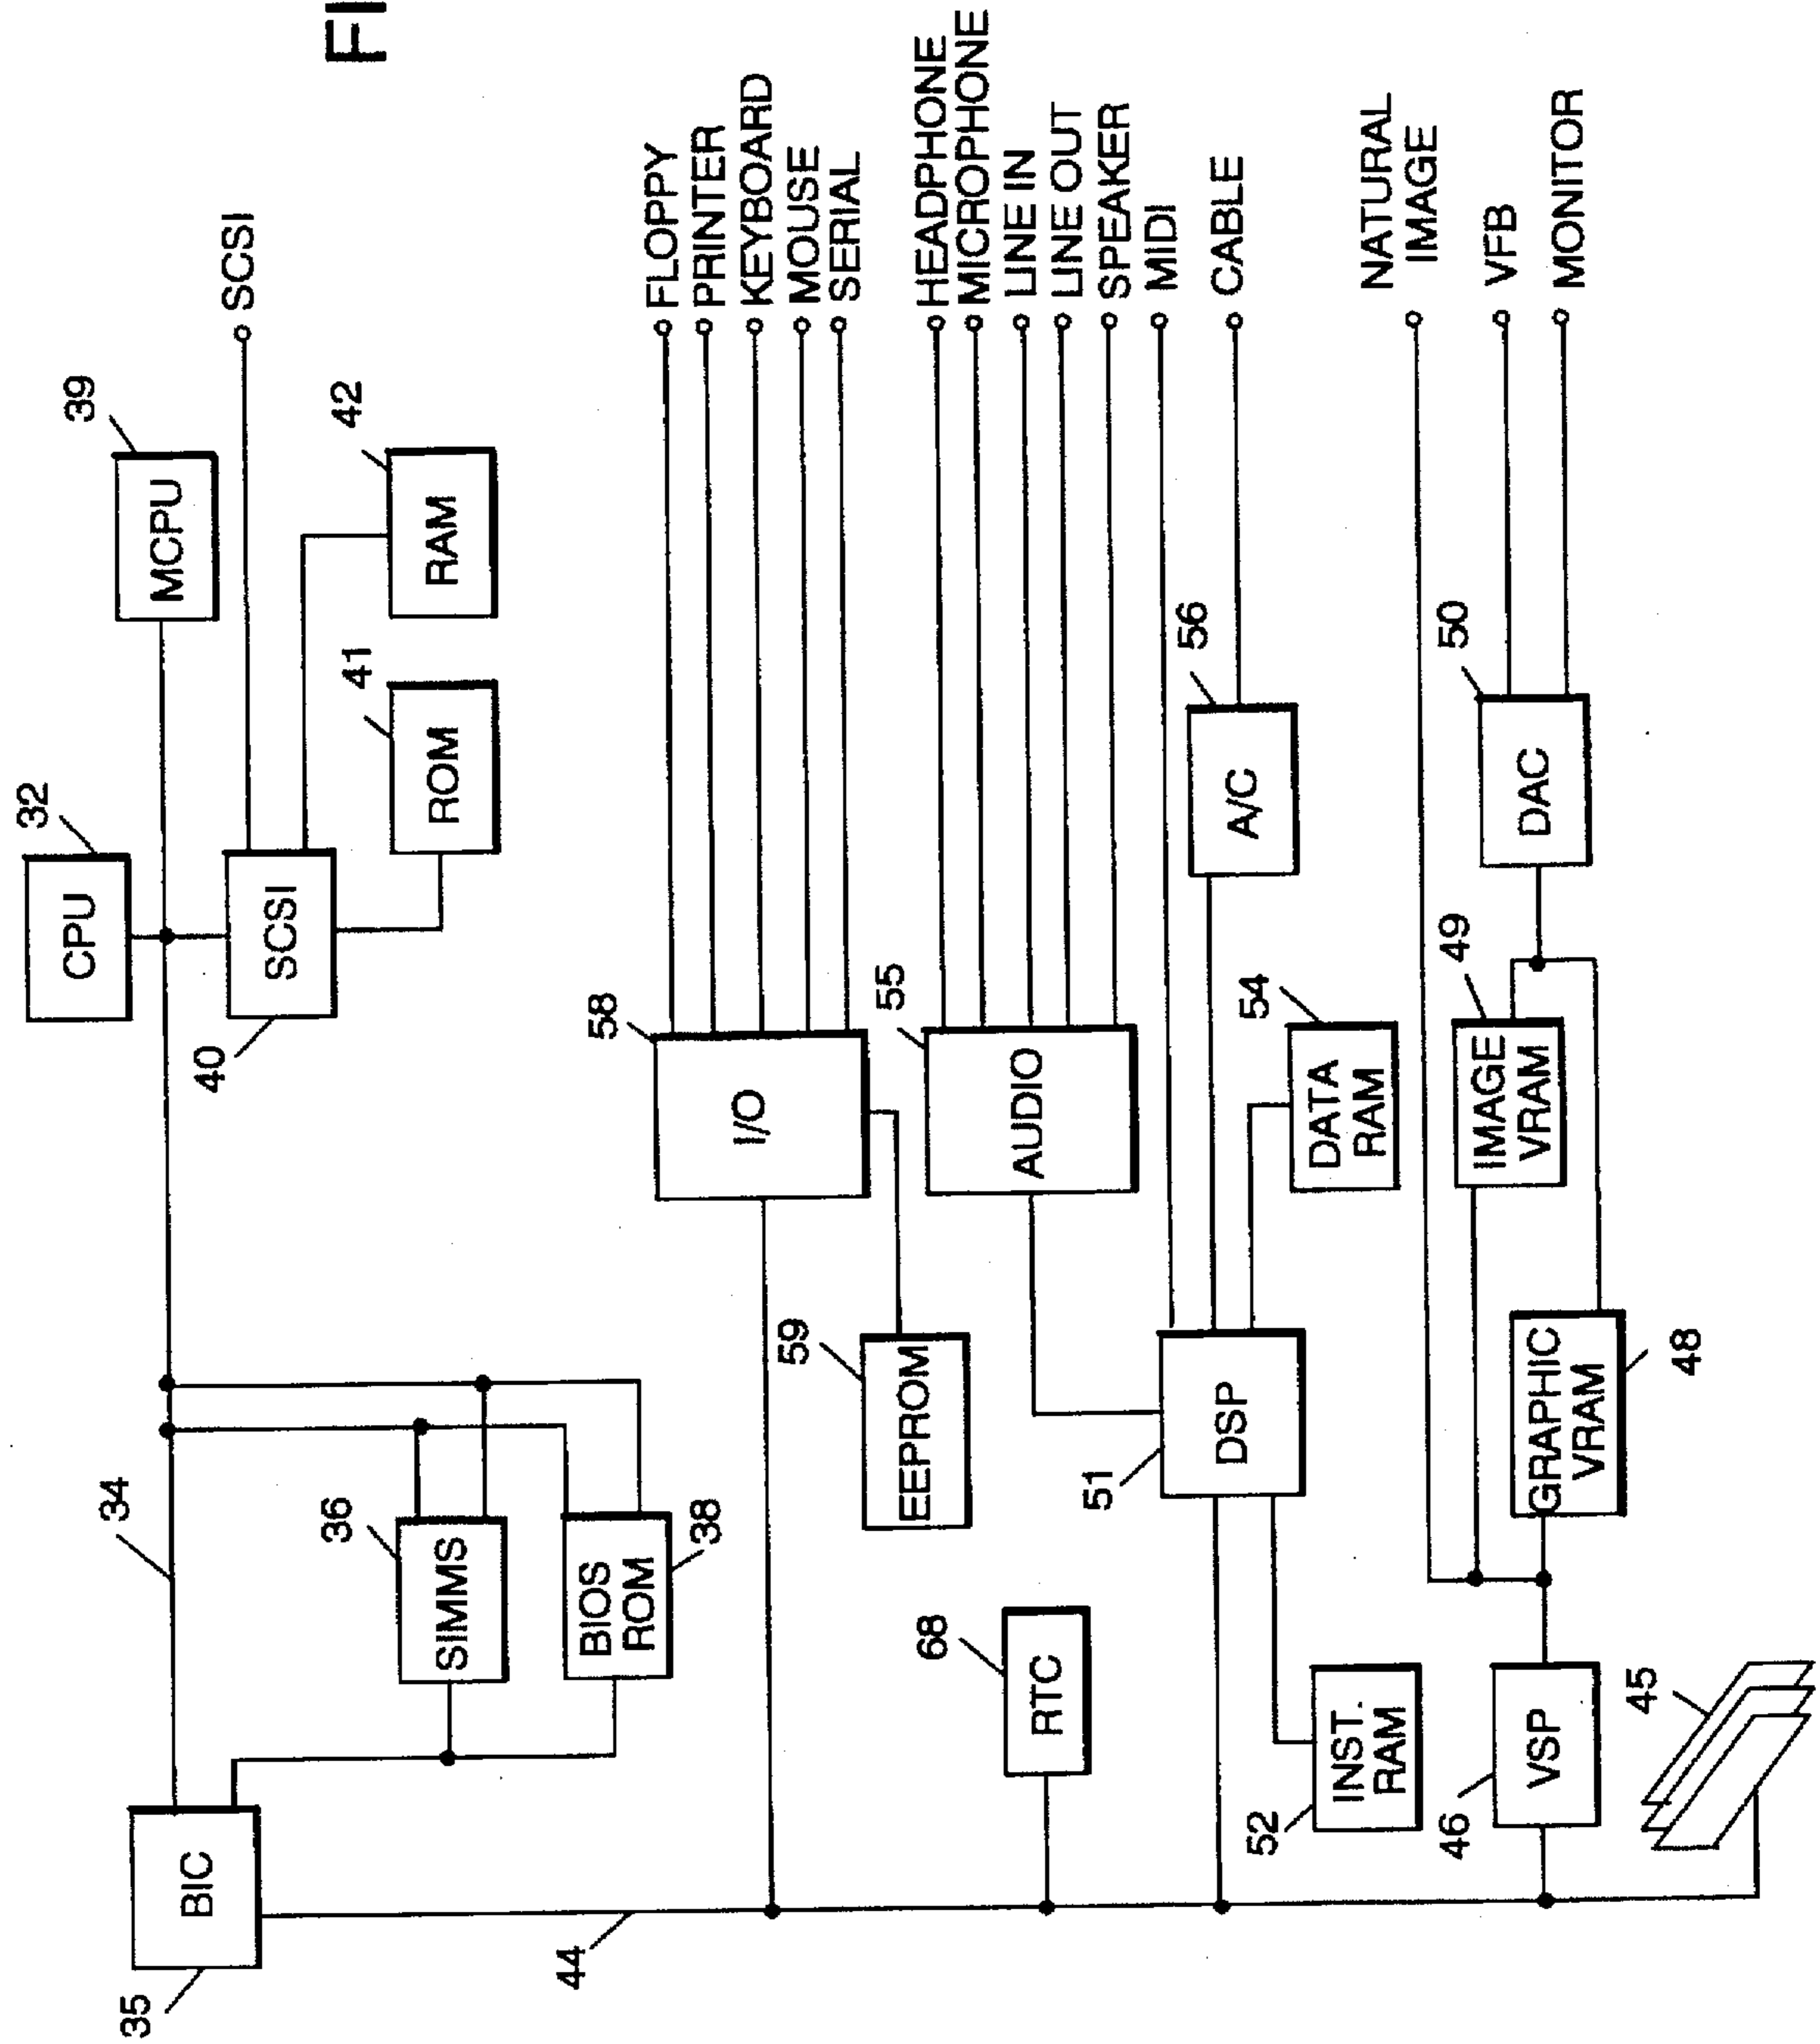 FI
32
CPU
39
MCPU
SCSI
34
SCSI
40
41
ROM
42
RAM
35
BIC
36
SIMMS
BIOS
ROM
38
44
58
I/O
FLOPPY
PRINTER
KEYBOARD
MOUSE
SERIAL
59
EEPROM
68
RTC
55
AUDIO
HEADPHONE
MICROPHONE
LINE IN
LINE OUT
SPEAKER
MIDI
51
DSP
56
A/C
CABLE
52
INST.
RAM
54
DATA
RAM
NATURAL
IMAGE
46
VSP
49
IMAGE
VRAM
GRAPHIC
VRAM
48
50
DAC
VFB
MONITOR
45